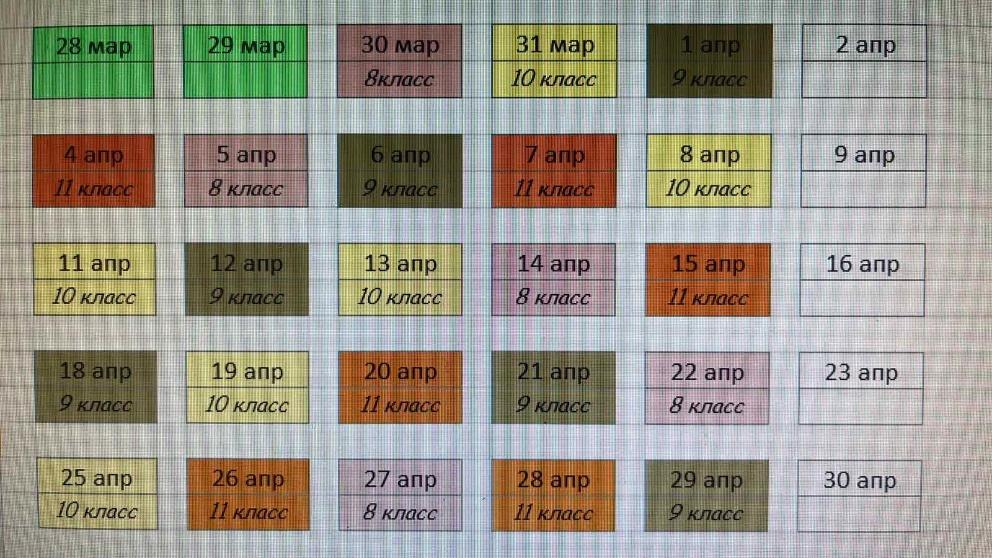 28 мар 29 мар 30 мар 31 мар 1 апр 2 апр
8класс 10 класс 9 класс
4 апр 5 апр 6 апр 7 апр 8 апр 9 апр
11 класс 8 класс 9 класс 11 класс 10 класс
11 апр 12 апр 13 апр 14 апр 15 апр 16 апр
10 класс 9 класс 10 класс 8 класс 11 класс
18 апр 19 апр 20 апр 21 апр 22 апр 23 апр
9 класс 10 класс 11 класс 9 класс 8 класс
25 апр 26 апр 27 апр 28 апр 29 апр 30 апр
10 класс 11 класс 8 класс 11 класс 9 класс